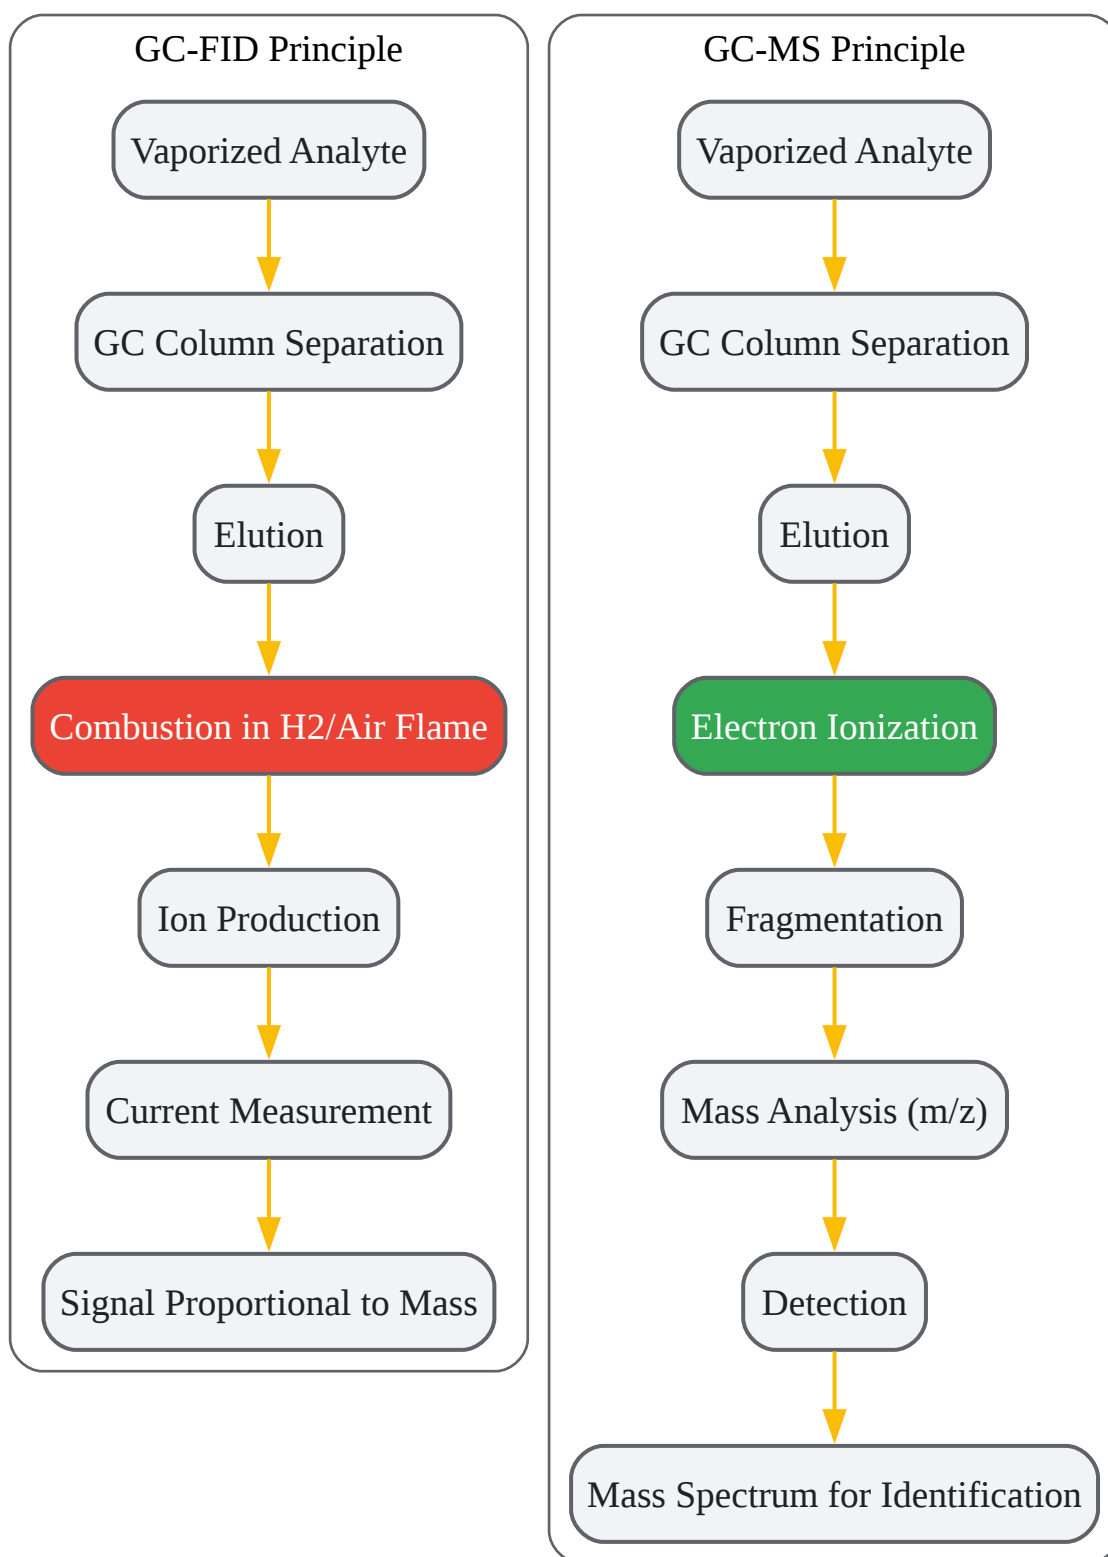 GC-FID Principle
Vaporized Analyte
GC Column Separation
Elution
Combustion in H2/Air Flame
Ion Production
Current Measurement
Signal Proportional to Mass
GC-MS Principle
Vaporized Analyte
GC Column Separation
Elution
Electron Ionization
Fragmentation
Mass Analysis (m/z)
Detection
Mass Spectrum for Identification